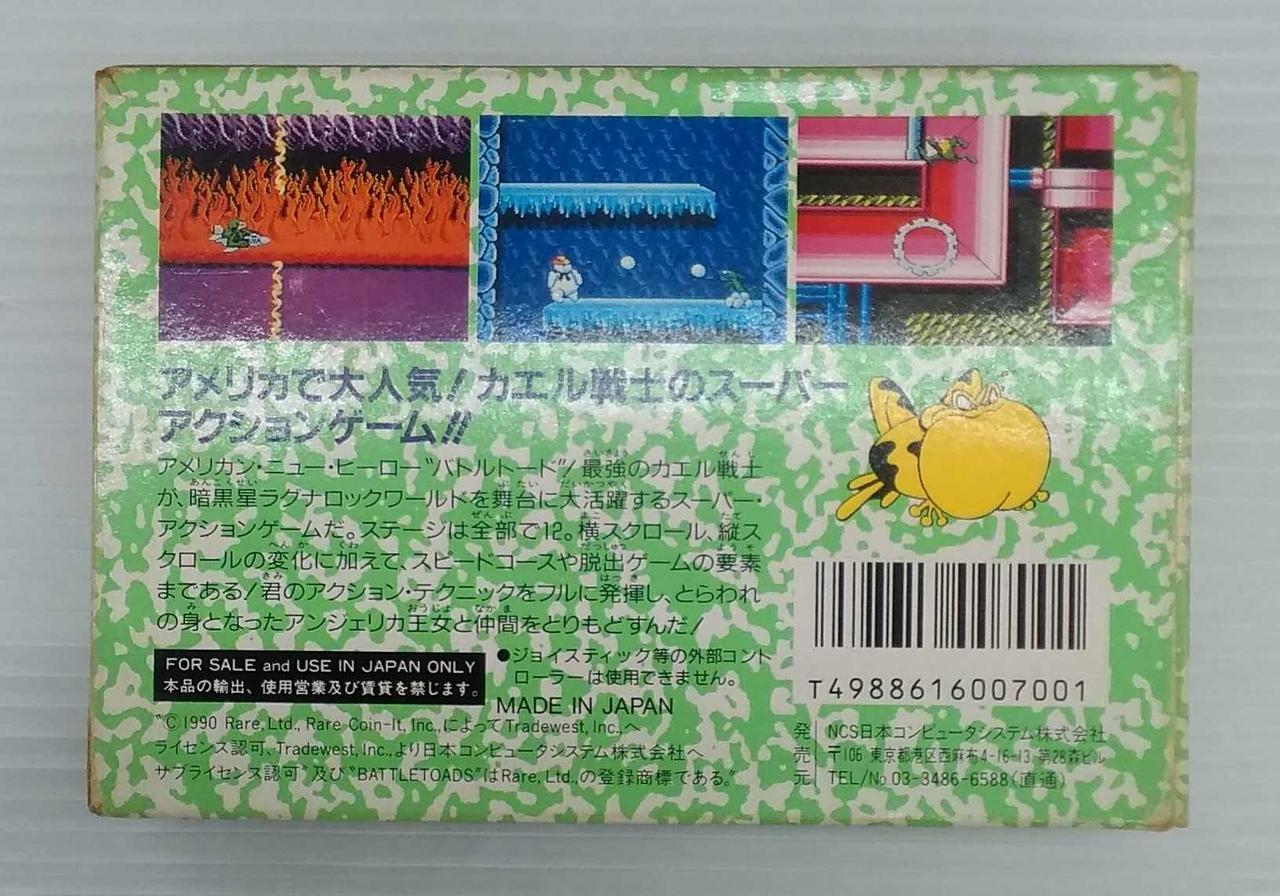 アメリカで大人気!カエル戦士のスーパー
アクションゲーム!!
アメリカン・ニュー・ヒーロー"バトルトード"!最強のカエル戦士
が、暗黒星ラグナロックワールドを舞台に大活躍するスーパー・
アクションゲームだ。ステージは全部で12。横スクロール、縦ス
クロールの変化に加えて、スピードコースや脱出ゲームの要素
まである!君のアクション・テクニックをフルに発揮し、とらわれ
の身となったアンジェリカ王女と仲間をとりもどすんだ!
FOR SALE and USE IN JAPAN ONLY
本品の輸出、使用営業及び賃貸を禁じます。
●ジョイスティック等の外部コント
ローラーは使用できません。
MADE IN JAPAN
"©1990 Rare, Ltd., Rare Coin-It, Inc.,によってTradewest, Inc.,へ
ライセンス認可、Tradewest, Inc.,より日本コンピュータシステム株式会社へ
サブライセンス認可"及び"BATTLETOADS"はRare, Ltd.,の登録商標である。"
T4988616007001
発売元
NCS日本コンピュータシステム株式会社
〒106 東京都港区西麻布4-16-13 第28森ビル
TEL/No.03-3486-6588(直通)